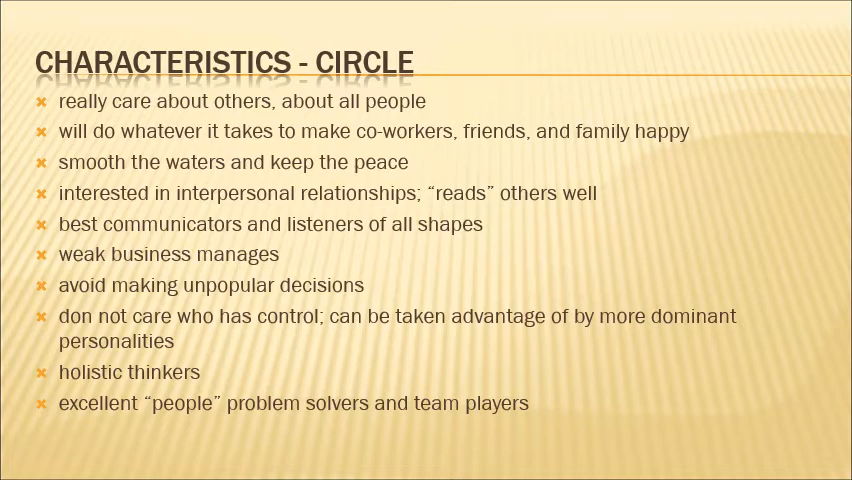 CHARACTERISTICS - CIRCLE
really care about others, about all people
will do whatever it takes to make co-workers, friends, and family happy
smooth the waters and keep the peace
interested in interpersonal relationships; “reads” others well
best communicators and listeners of all shapes
weak business manages
avoid making unpopular decisions
don not care who has control; can be taken advantage of by more dominant
personalities
holistic thinkers
excellent “people” problem solvers and team players